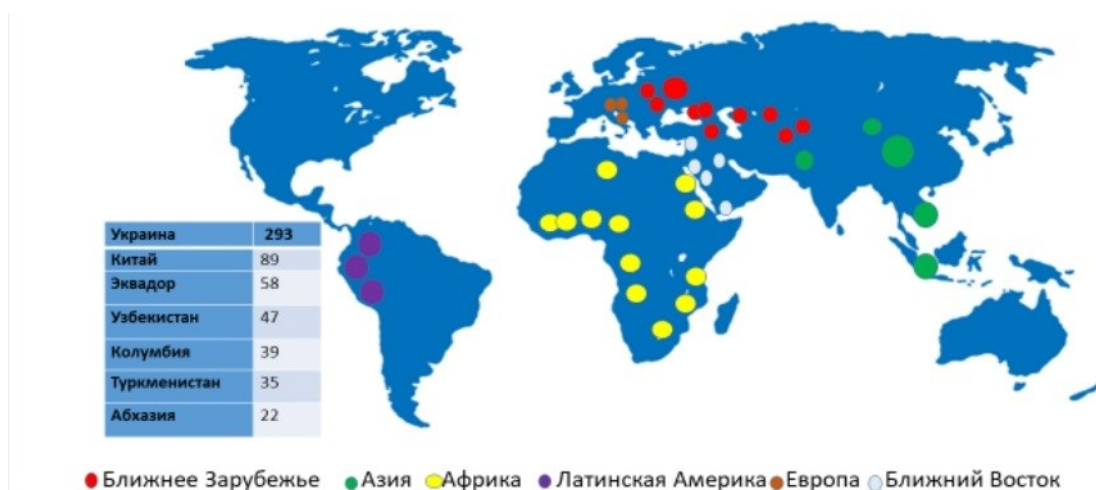 Украина 293
Китай 89
Эквадор 58
Узбекистан 47
Колумбия 39
Туркменистан 35
Абхазия 22
Ближнее Зарубежье Азия Африка Латинская Америка Европа Ближний Восток